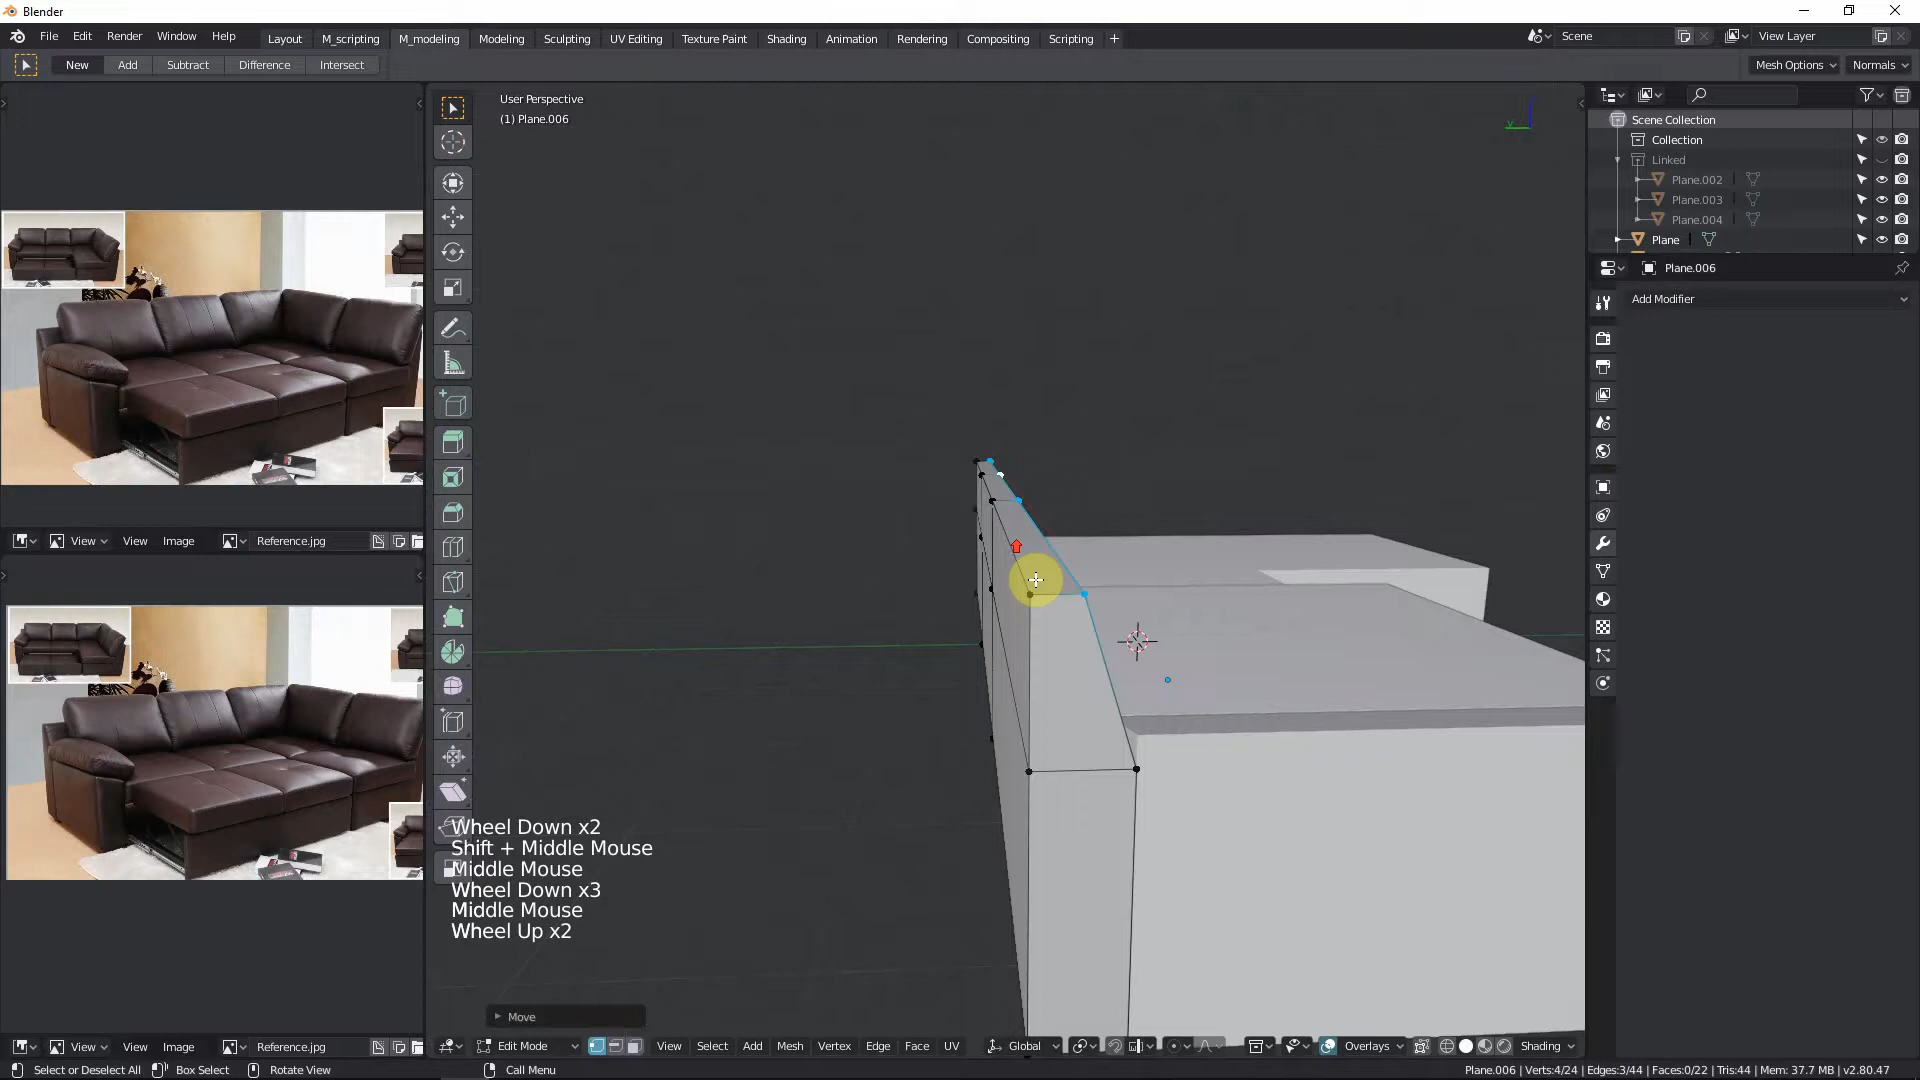 Blender
File Edit Render Window Help
Layout M_scripting M_modeling Modeling Sculpting UV Editing Texture Paint Shading Animation Rendering Compositing Scripting +
Scene
View Layer
New Add Subtract Difference Intersect
Mesh Options
Normals
User Perspective
(1) Plane.006
Y
Scene Collection
Collection
Linked
Plane.002
Plane.003
Plane.004
Plane
Plane.006
Add Modifier
View View Image Reference.jpg
Wheel Down x2
Shift + Middle Mouse
Middle Mouse
Wheel Down x3
Middle Mouse
Wheel Up x2
Move
View View Image Reference.jpg
Edit Mode View Select Add Mesh Vertex Edge Face UV Global Overlays Shading
Select or Deselect All Box Select Rotate View Call Menu
Plane.006 | Verts:4/24 | Edges:3/44 | Faces:0/22 | Tris:44 | Mem: 37.7 MB | v2.80.47